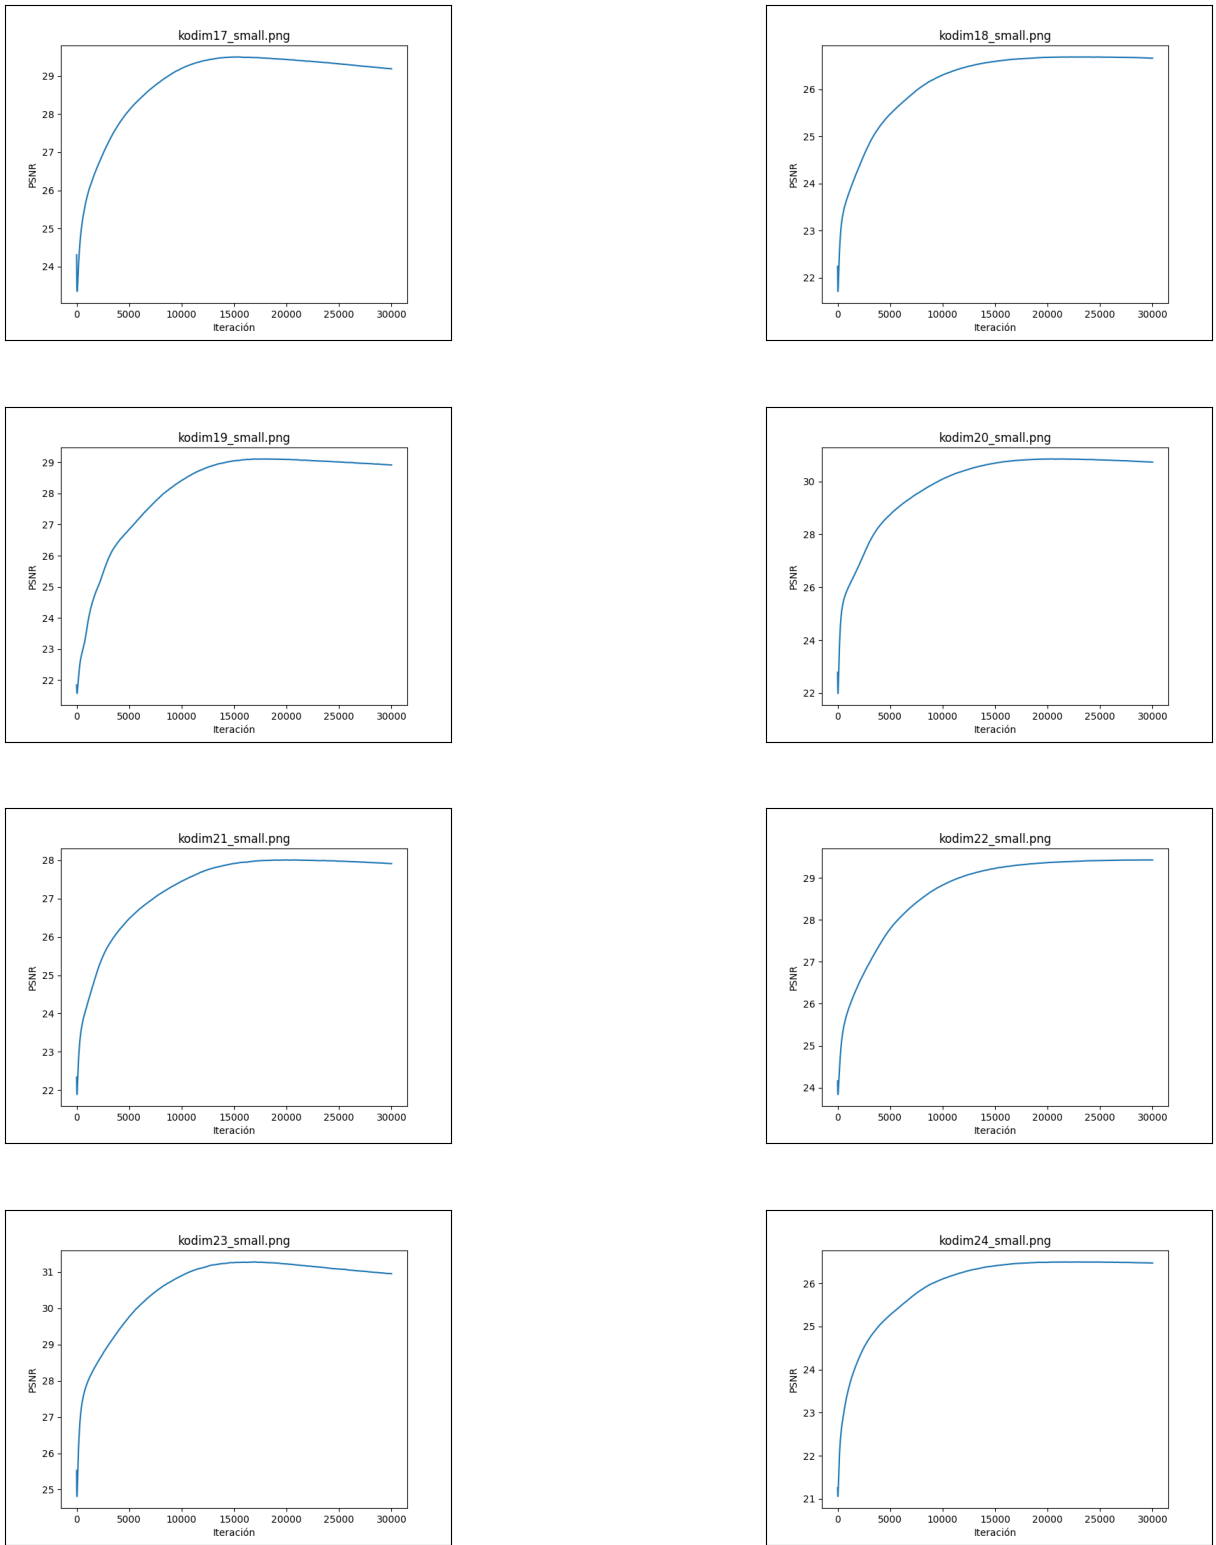 kodim17_small.png
29
28
27
26
25
24
PSNR
0 5000 10000 15000 20000 25000 30000
Iteración
kodim18_small.png
26
25
24
23
22
PSNR
0 5000 10000 15000 20000 25000 30000
Iteración
kodim19_small.png
29
28
27
26
25
24
23
22
PSNR
0 5000 10000 15000 20000 25000 30000
Iteración
kodim20_small.png
30
28
26
24
22
PSNR
0 5000 10000 15000 20000 25000 30000
Iteración
kodim21_small.png
28
27
26
25
24
23
22
PSNR
0 5000 10000 15000 20000 25000 30000
Iteración
kodim22_small.png
29
28
27
26
25
24
PSNR
0 5000 10000 15000 20000 25000 30000
Iteración
kodim23_small.png
31
30
29
28
27
26
25
PSNR
0 5000 10000 15000 20000 25000 30000
Iteración
kodim24_small.png
26
25
24
23
22
21
PSNR
0 5000 10000 15000 20000 25000 30000
Iteración